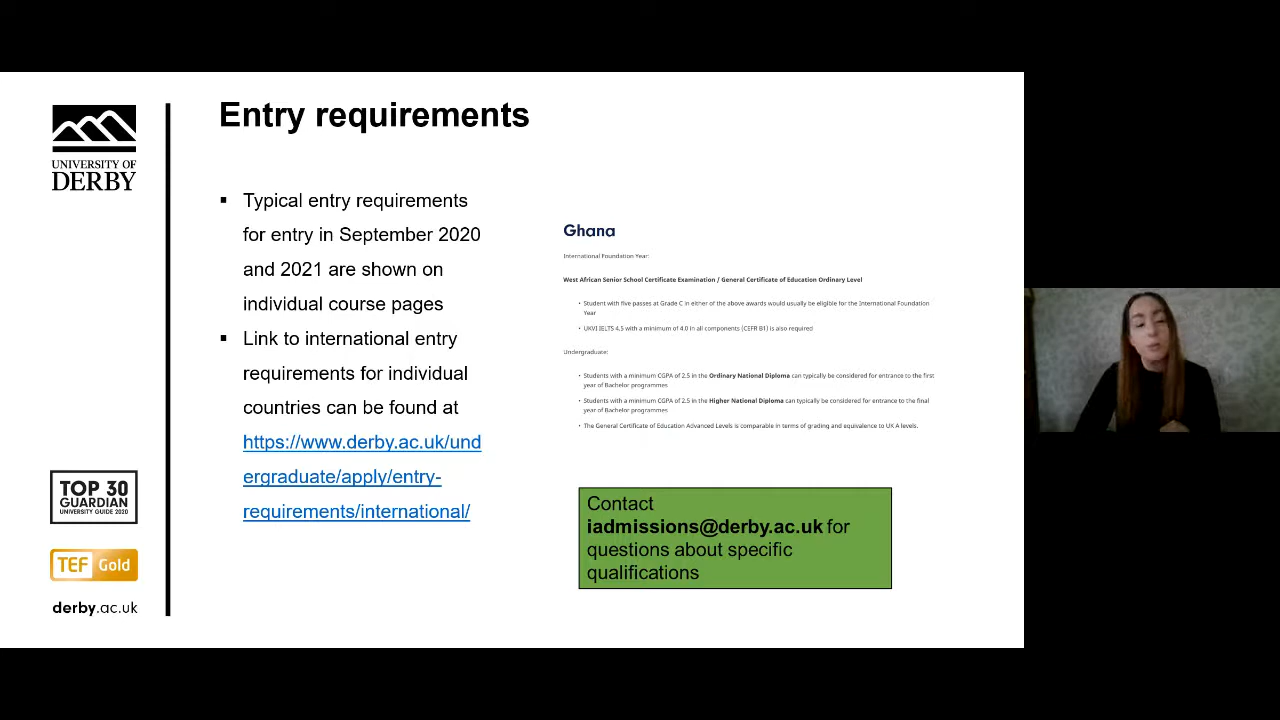 Entry requirements
UNIVERSITY OF
DERBY
▪ Typical entry requirements
for entry in September 2020
and 2021 are shown on
individual course pages
▪ Link to international entry
requirements for individual
countries can be found at
https://www.derby.ac.uk/und
ergraduate/apply/entry-
requirements/international/
Ghana
International Foundation Year:
West African Senior School Certificate Examination / General Certificate of Education Ordinary Level
• Student with five passes at Grade C in either of the above awards would usually be eligible for the International Foundation
Year
• UKVI IELTS 4.5 with a minimum of 4.0 in all components (CEFR B1) is also required
Undergraduate:
• Students with a minimum CGPA of 2.5 in the Ordinary National Diploma can typically be considered for entrance to the first
year of Bachelor programmes
• Students with a minimum CGPA of 2.5 in the Higher National Diploma can typically be considered for entrance to the final
year of Bachelor programmes
• The General Certificate of Education Advanced Levels is comparable in terms of grading and equivalence to UK A levels.
Contact
iadmissions@derby.ac.uk for
questions about specific
qualifications
TOP 30
GUARDIAN
UNIVERSITY GUIDE 2020
TEF Gold
derby.ac.uk